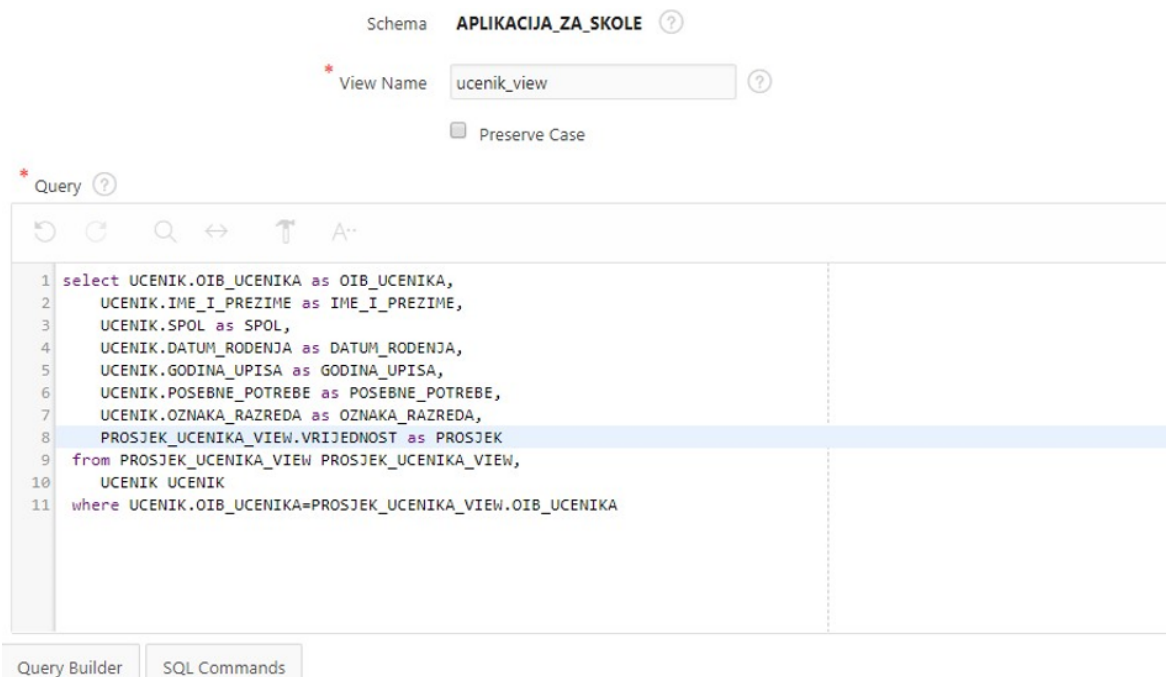 Schema APLIKACIJA_ZA_SKOLE ?
* View Name ucenik_view ?
Preserve Case
* Query ?
A
1 select UCENIK.OIB_UCENIKA as OIB_UCENIKA,
2 UCENIK.IME_I_PREZIME as IME_I_PREZIME,
3 UCENIK.SPOL as SPOL,
4 UCENIK.DATUM_RODENJA as DATUM_RODENJA,
5 UCENIK.GODINA_UPISA as GODINA_UPISA,
6 UCENIK.POSEBNE_POTREBE as POSEBNE_POTREBE,
7 UCENIK.OZNAKA_RAZREDA as OZNAKA_RAZREDA,
8 PROSJEK_UCENIKA_VIEW.VRIJEDNOST as PROSJEK
9 from PROSJEK_UCENIKA_VIEW PROSJEK_UCENIKA_VIEW,
10 UCENIK UCENIK
11 where UCENIK.OIB_UCENIKA=PROSJEK_UCENIKA_VIEW.OIB_UCENIKA
Query Builder SQL Commands